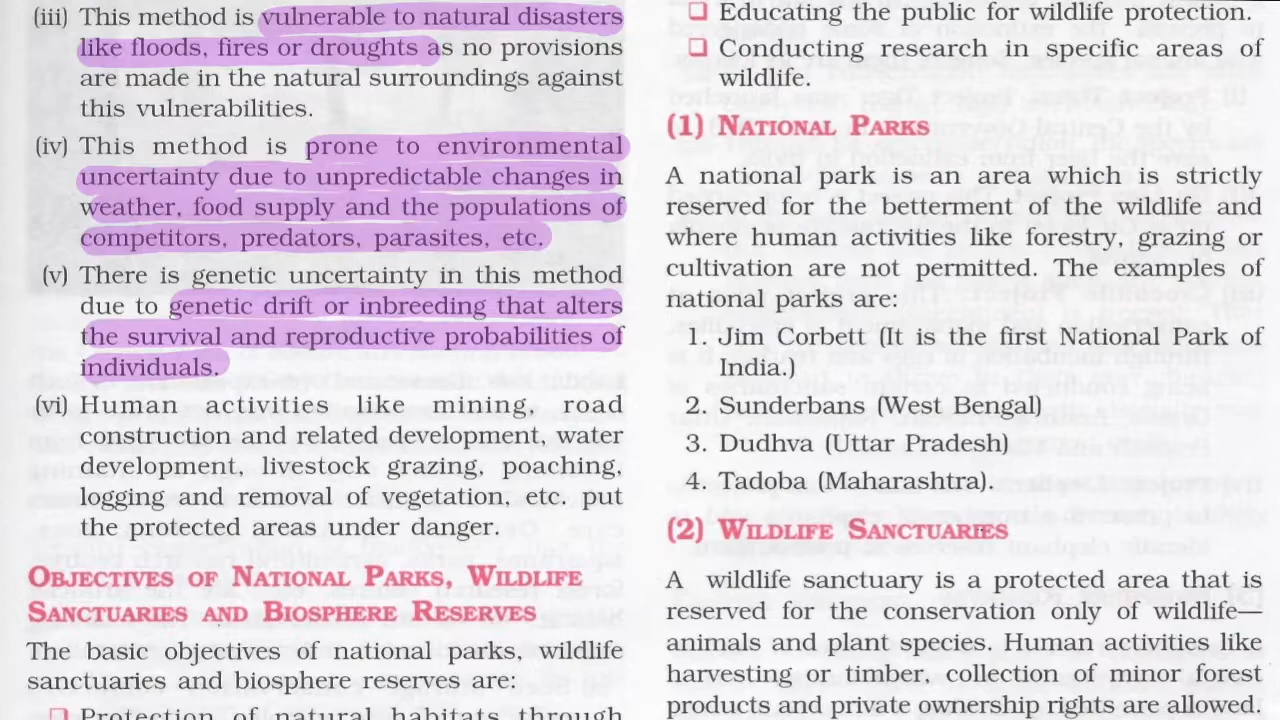 (iii) This method is vulnerable to natural disasters
like floods, fires or droughts as no provisions
are made in the natural surroundings against
this vulnerabilities.
(iv) This method is prone to environmental
uncertainty due to unpredictable changes in
weather, food supply and the populations of
competitors, predators, parasites, etc.
(v) There is genetic uncertainty in this method
due to genetic drift or inbreeding that alters
the survival and reproductive probabilities of
individuals.
(vi) Human activities like mining, road
construction and related development, water
development, livestock grazing, poaching,
logging and removal of vegetation, etc. put
the protected areas under danger.
OBJECTIVES OF NATIONAL PARKS, WILDLIFE
SANCTUARIES AND BIOSPHERE RESERVES
The basic objectives of national parks, wildlife
sanctuaries and biosphere reserves are:
❑ Protection of natural habitats through
❑ Educating the public for wildlife protection.
❑ Conducting research in specific areas of
wildlife.
(1) NATIONAL PARKS
A national park is an area which is strictly
reserved for the betterment of the wildlife and
where human activities like forestry, grazing or
cultivation are not permitted. The examples of
national parks are:
1. Jim Corbett (It is the first National Park of
India.)
2. Sunderbans (West Bengal)
3. Dudhva (Uttar Pradesh)
4. Tadoba (Maharashtra).
(2) WILDLIFE SANCTUARIES
A wildlife sanctuary is a protected area that is
reserved for the conservation only of wildlife—
animals and plant species. Human activities like
harvesting or timber, collection of minor forest
products and private ownership rights are allowed.